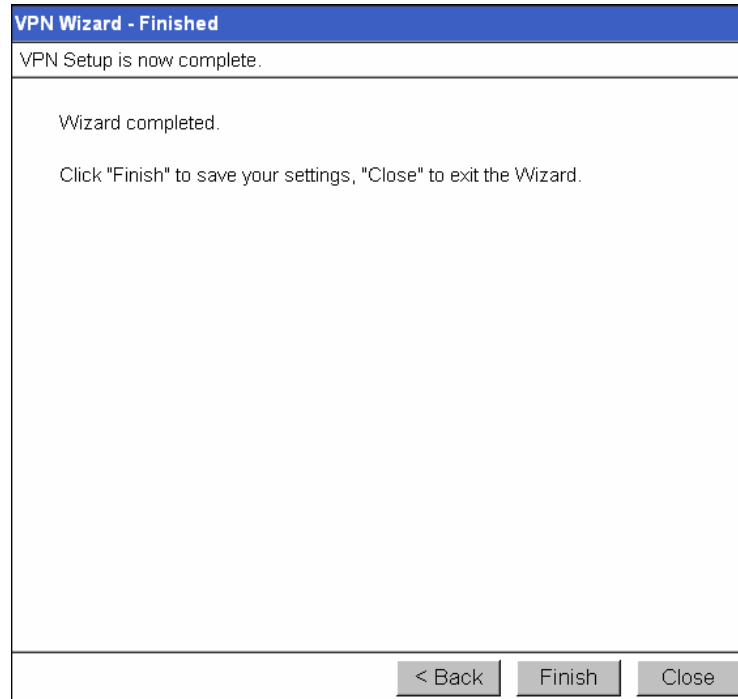 VPN Wizard - Finished
VPN Setup is now complete.
Wizard completed.
Click "Finish" to save your settings, "Close" to exit the Wizard.
< Back Finish Close